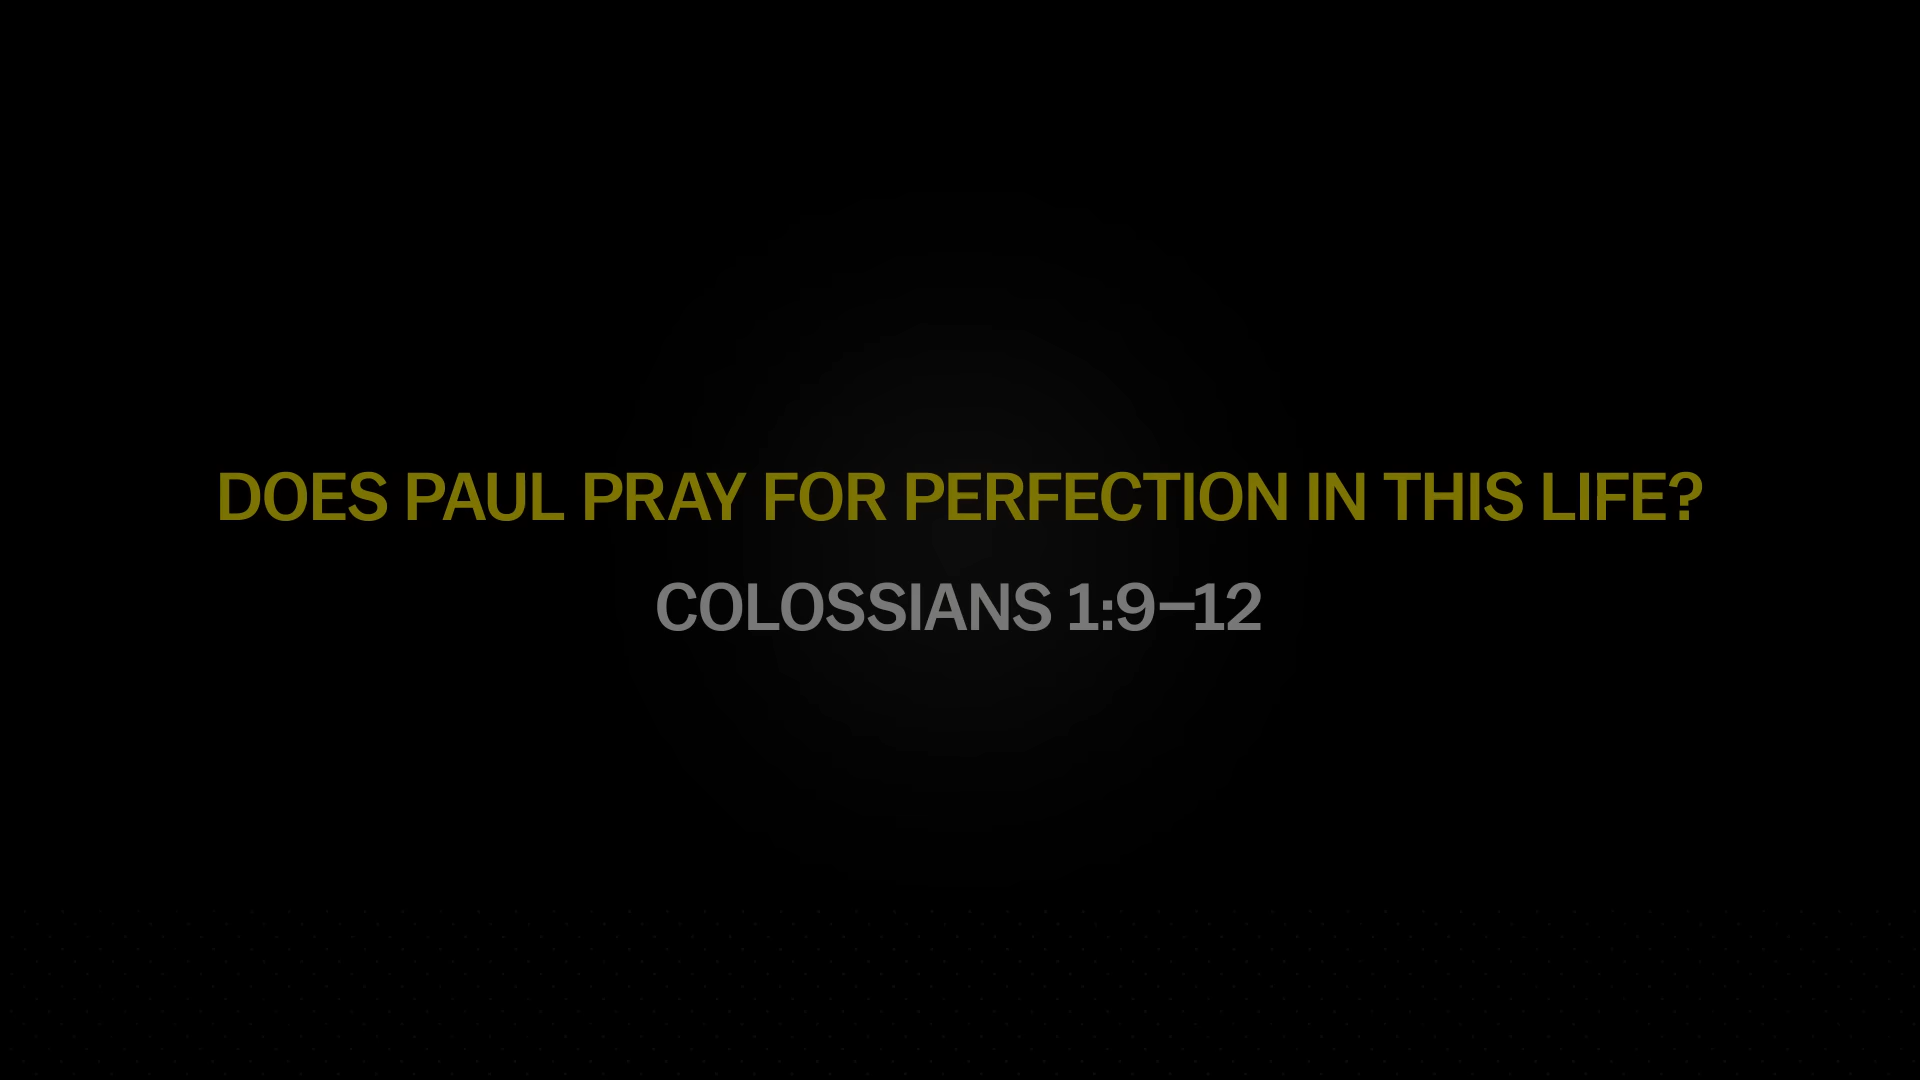 DOES PAUL PRAY FOR PERFECTION IN THIS LIFE?
COLOSSIANS 1:9–12